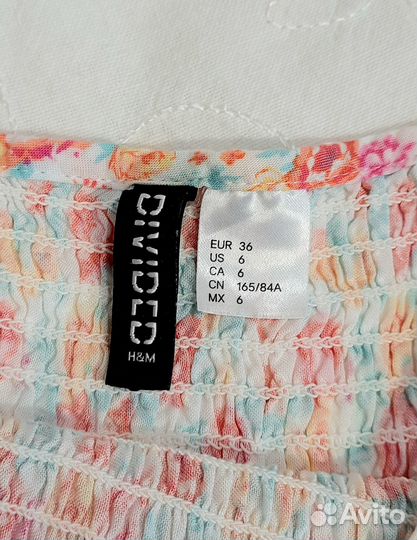 DIVIDED
H&M
EUR 36
US 6
CA 6
CN 165/84A
MX 6
Avito